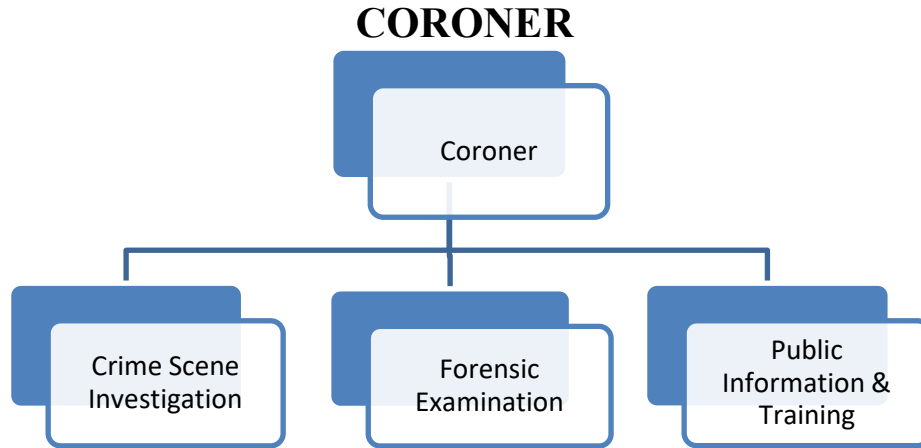 CORONER
Coroner
Crime Scene
Investigation
Forensic
Examination
Public
Information &
Training